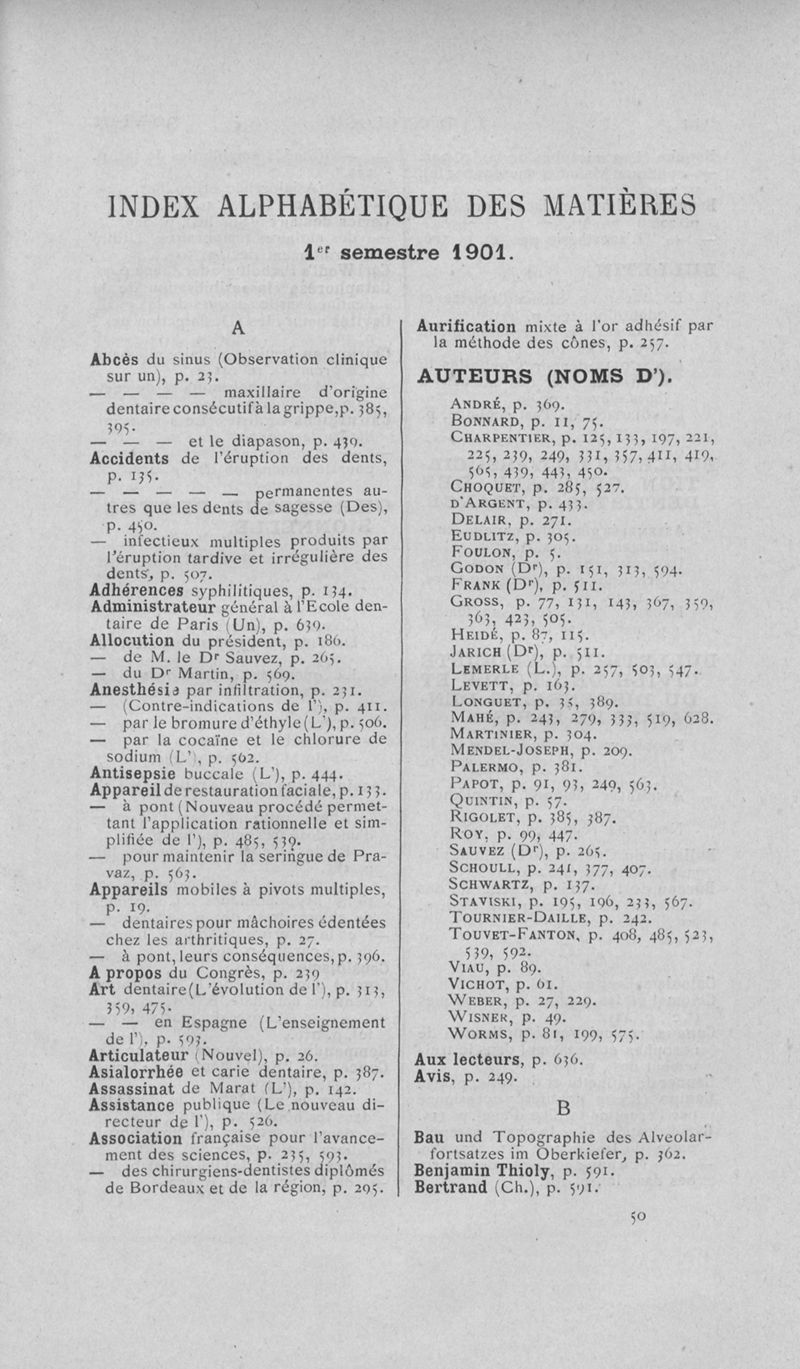 INDEX ALPHABÉTIQUE DES MATIÈRES
1er semestre 1901.
A
Abcès du sinus (Observation clinique
sur un), p. 23.
— — — — maxillaire d'origine
dentaire consécutif à la grippe, p. 385,
395.
— — — et le diapason, p. 439.
Accidents de l'éruption des dents,
p. 135.
— — — — — permanentes au-
tres que les dents de sagesse (Des),
p. 450.
— infectieux multiples produits par
l'éruption tardive et irrégulière des
dents, p. 507.
Adhérences syphilitiques, p. 134.
Administrateur général à l'Ecole den-
taire de Paris (Un), p. 639.
Allocution du président, p. 186.
— de M. le Dr Sauvez, p. 265.
— du Dr Martin, p. 569.
Anesthésie par infiltration, p. 231.
— (Contre-indications de l'), p. 411.
— par le bromure d'éthyle (L'), p. 506.
— par la cocaïne et le chlorure de
sodium (L'), p. 562.
Antisepsie buccale (L'), p. 444.
Appareil de restauration faciale, p. 133.
— à pont (Nouveau procédé permet-
tant l'application rationnelle et sim-
plifiée de l'), p. 485, 539.
— pour maintenir la seringue de Pra-
vaz, p. 563.
Appareils mobiles à pivots multiples,
p. 19.
— dentaires pour mâchoires édentées
chez les arthritiques, p. 27.
— à pont, leurs conséquences, p. 396.
A propos du Congrès, p. 239
Art dentaire (L'évolution de l'), p. 313,
359, 475.
— — en Espagne (L'enseignement
de l'), p. 593.
Articulateur (Nouvel), p. 26.
Asialorrhée et carie dentaire, p. 387.
Assassinat de Marat (L'), p. 142.
Assistance publique (Le nouveau di-
recteur de l'), p. 526.
Association française pour l'avance-
ment des sciences, p. 235, 593.
— des chirurgiens-dentistes diplômés
de Bordeaux et de la région, p. 295.
Aurification mixte à l'or adhésif par
la méthode des cônes, p. 257.
AUTEURS (NOMS D').
ANDRÉ, p. 369.
BONNARD, p. 11, 75.
CHARPENTIER, p. 125, 133, 197, 221,
225, 239, 249, 331, 357, 411, 419,
565, 439, 443, 450.
CHOQUET, p. 285, 527.
D'ARGENT, p. 433.
DELAIR, p. 271.
EUDLITZ, p. 305.
FOULON, p. 5.
GODON (Dr), p. 151, 313, 594.
FRANK (Dr), p. 511.
GROSS, p. 77, 131, 143, 367, 359,
363, 423, 505.
HEIDÉ, p. 87, 115.
JARICH (Dr), p. 511.
LEMERLE (L.), p. 257, 503, 547.
LEVETT, p. 163.
LONGUET, p. 35, 389.
MAHÉ, p. 243, 279, 333, 519, 628.
MARTINIER, p. 304.
MENDEL-JOSEPH, p. 209.
PALERMO, p. 381.
PAPOT, p. 91, 93, 249, 563.
QUINTIN, p. 57.
RIGOLET, p. 385, 387.
ROY, p. 99, 447.
SAUVEZ (Dr), p. 265.
SCHOULL, p. 241, 377, 407.
SCHWARTZ, p. 137.
STAVISKI, p. 195, 196, 233, 567.
TOURNIER-DAILLE, p. 242.
TOUVET-FANTON, p. 408, 485, 523,
539, 592.
VIAU, p. 89.
VICHOT, p. 61.
WEBER, p. 27, 229.
WISNER, p. 49.
WORMS, p. 81, 199, 575.
Aux lecteurs, p. 636.
Avis, p. 249.
B
Bau und Topographie des Alveolar-
fortsatzes im Oberkiefer, p. 362.
Benjamin Thioly, p. 591.
Bertrand (Ch.), p. 591.
50